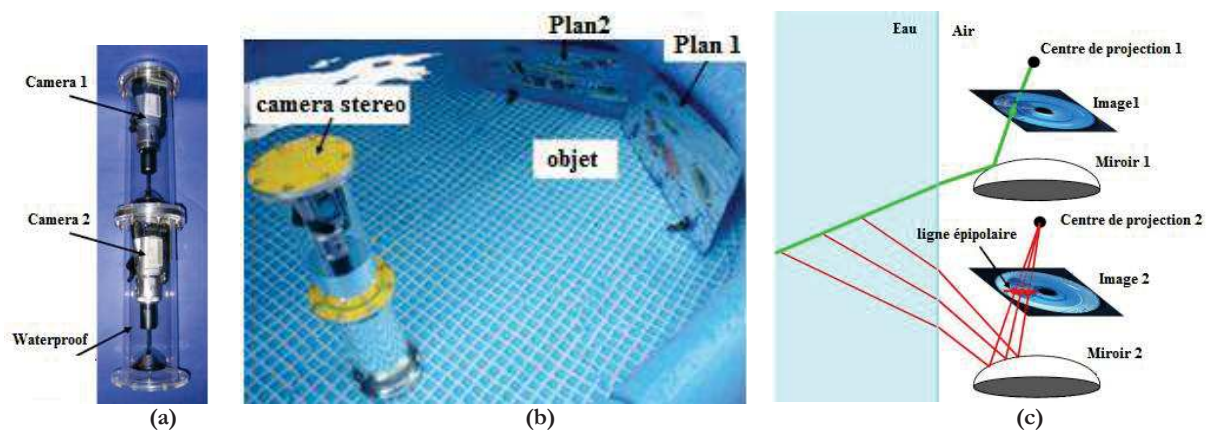 Camera 1
Camera 2
Waterproof
(a)
Plan2
Plan 1
camera stereo
objet
(b)
Eau
Air
Centre de projection 1
Image1
Miroir 1
Centre de projection 2
ligne épipolaire
Image 2
Miroir 2
(c)